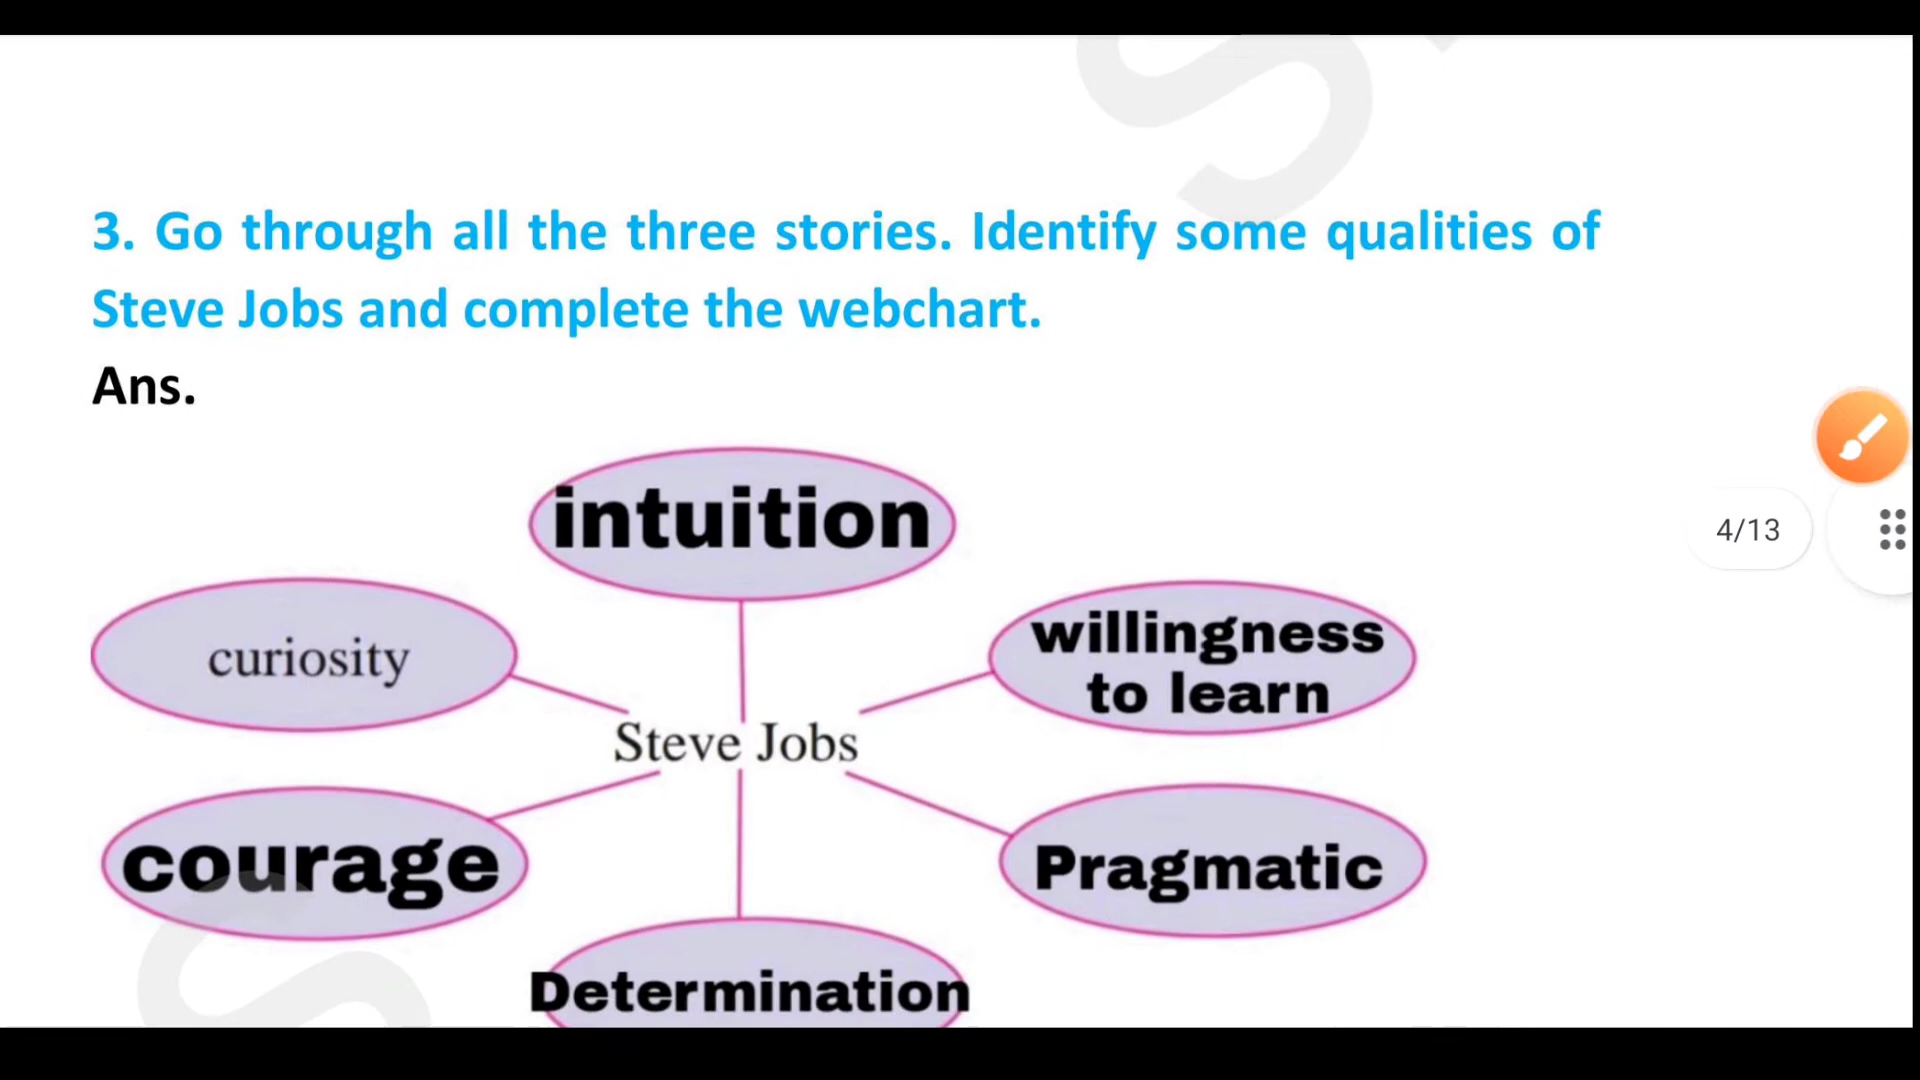 3. Go through all the three stories. Identify some qualities of
Steve Jobs and complete the webchart.
Ans.
intuition
curiosity
willingness
to learn
Steve Jobs
courage
Pragmatic
Determination
4/13